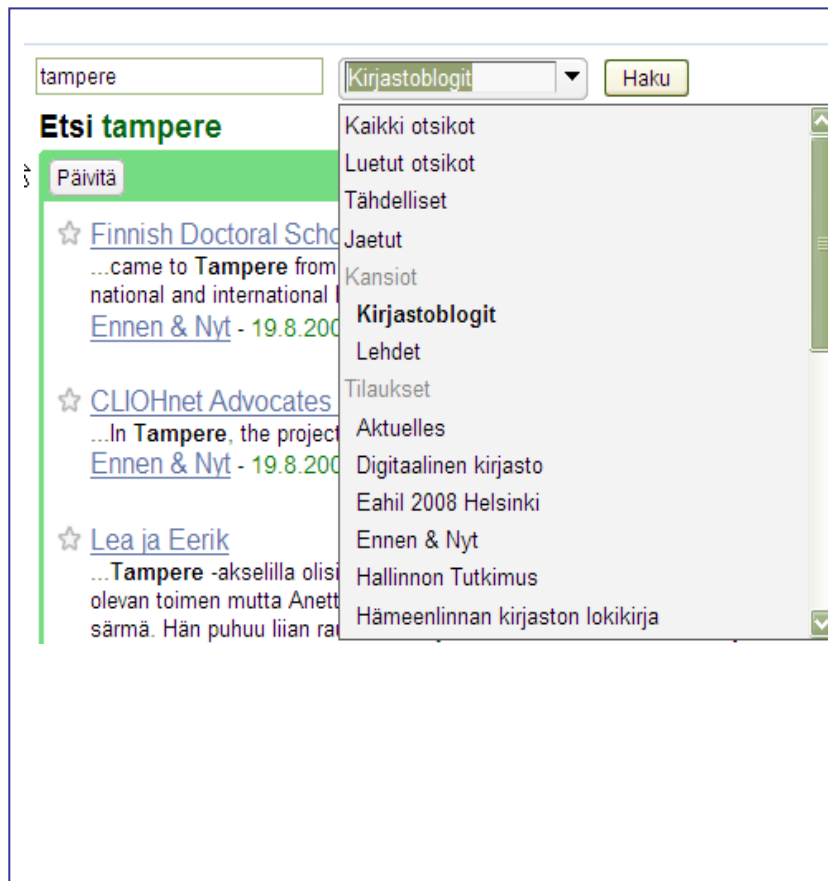 tampere
Kirjastoblogit
Haku
Etsi tampere
Päivitä
Finnish Doctoral
...came to Tampere from
national and international
Ennen & Nyt - 19.8.200
CLIOHnet Advocates
...In Tampere, the project
Ennen & Nyt - 19.8.200
Lea ja Eerik
...Tampere -akselilla olisi
olevan toimen mutta Anett
särmä. Hän puhuu liian
Kaikki otsikot
Luetut otsikot
Tähdelliset
Jaetut
Kansiot
Kirjastoblogit
Lehdet
Tilaukset
Aktuelles
Digitaalinen kirjasto
Eahil 2008 Helsinki
Ennen & Nyt
Hallinnon Tutkimus
Hämeenlinnan kirjaston lokikirja